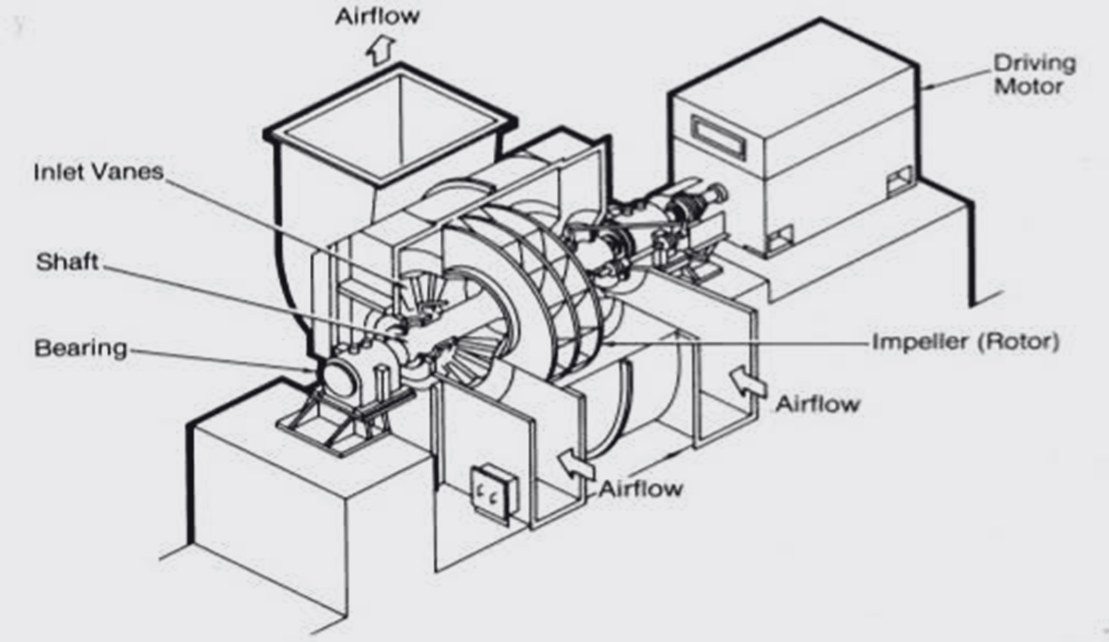 Airflow
Driving
Motor
Inlet Vanes
Shaft
Bearing
Impeller (Rotor)
Airflow
Airflow